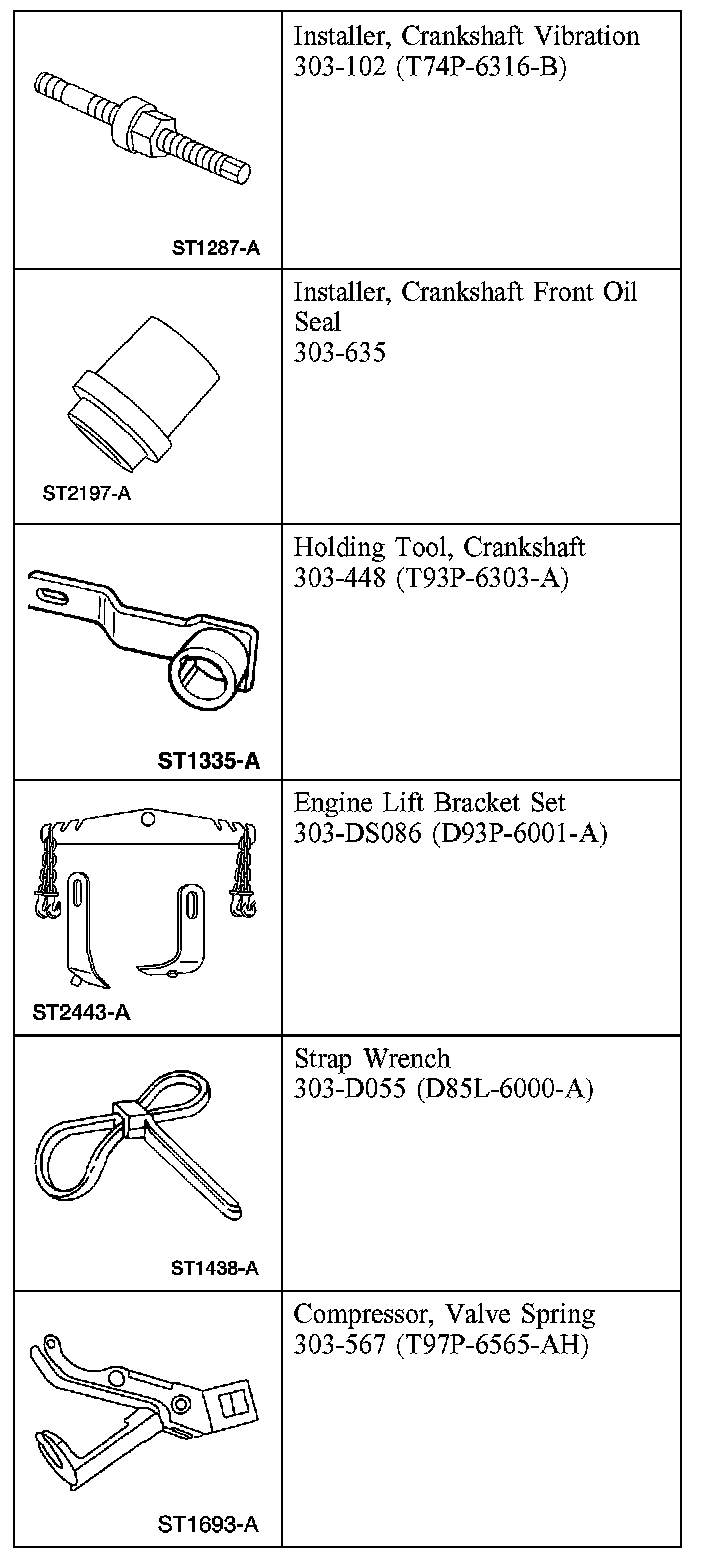 Installer, Crankshaft Vibration
303-102 (T74P-6316-B)
ST1287-A
Installer, Crankshaft Front Oil
Seal
303-635
ST2197-A
Holding Tool, Crankshaft
303-448 (T93P-6303-A)
ST1335-A
Engine Lift Bracket Set
303-DS086 (D93P-6001-A)
ST2443-A
Strap Wrench
303-D055 (D85L-6000-A)
ST1438-A
Compressor, Valve Spring
303-567 (T97P-6565-AH)
ST1693-A